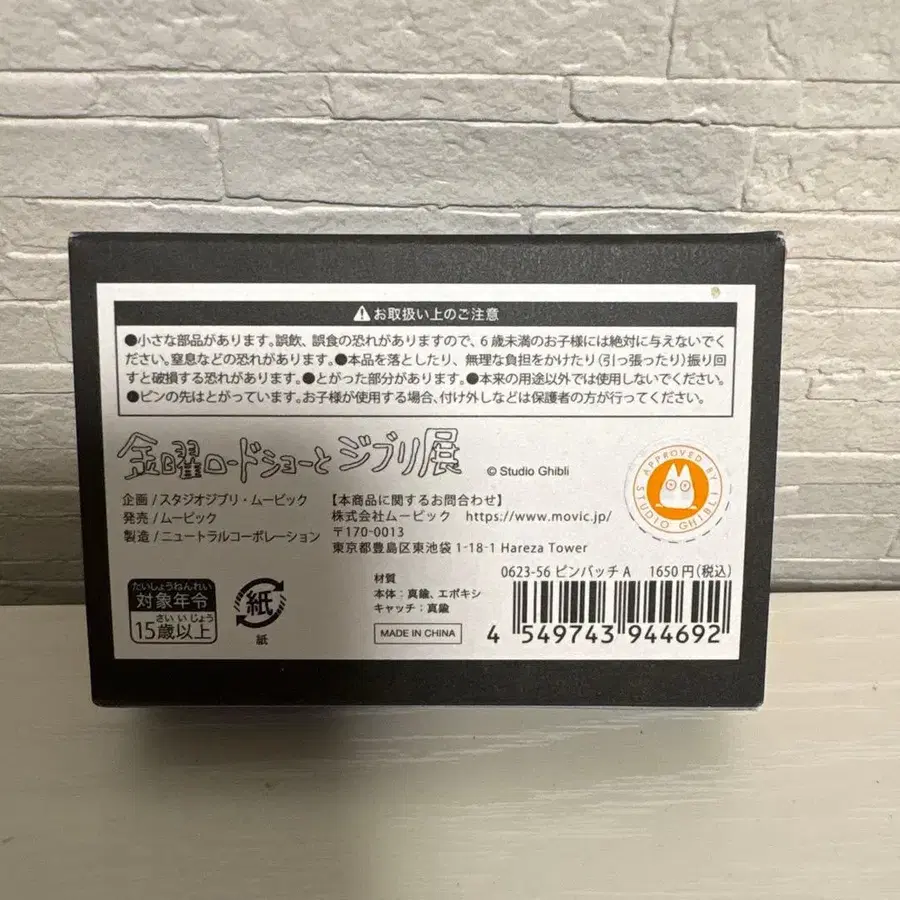 ⚠お取扱い上のご注意
●小さな部品があります。誤飲、誤食の恐れがありますので、6歳未満のお子様には絶対に与えないでく
ださい。窒息などの恐れがあります。●本品を落としたり、無理な負担をかけたり(引っ張ったり)振り回
すと破損する恐れがあります。●とがった部分があります。●本来の用途以外では使用しないでください。
●ピンの先はとがっています。お子様が使用する場合、付け外しなどは保護者の方が行ってください。
金曜ロードショーとジブリ展
© Studio Ghibli
APPROVED BY
STUDIO GHIBLI
企画 / スタジオジブリ・ムービック
発売 / ムービック
製造 / ニュートラルコーポレーション
【本商品に関するお問合わせ】
株式会社ムービック https://www.movic.jp/
〒170-0013
東京都豊島区東池袋 1-18-1 Hareza Tower
たいしょうねんれい
対象年令
さい いじょう
15歳以上
紙
紙
材質
本体:真鍮、エポキシ
キャッチ:真鍮
MADE IN CHINA
0623-56 ピンバッチ A 1650円(税込)
4 549743 944692